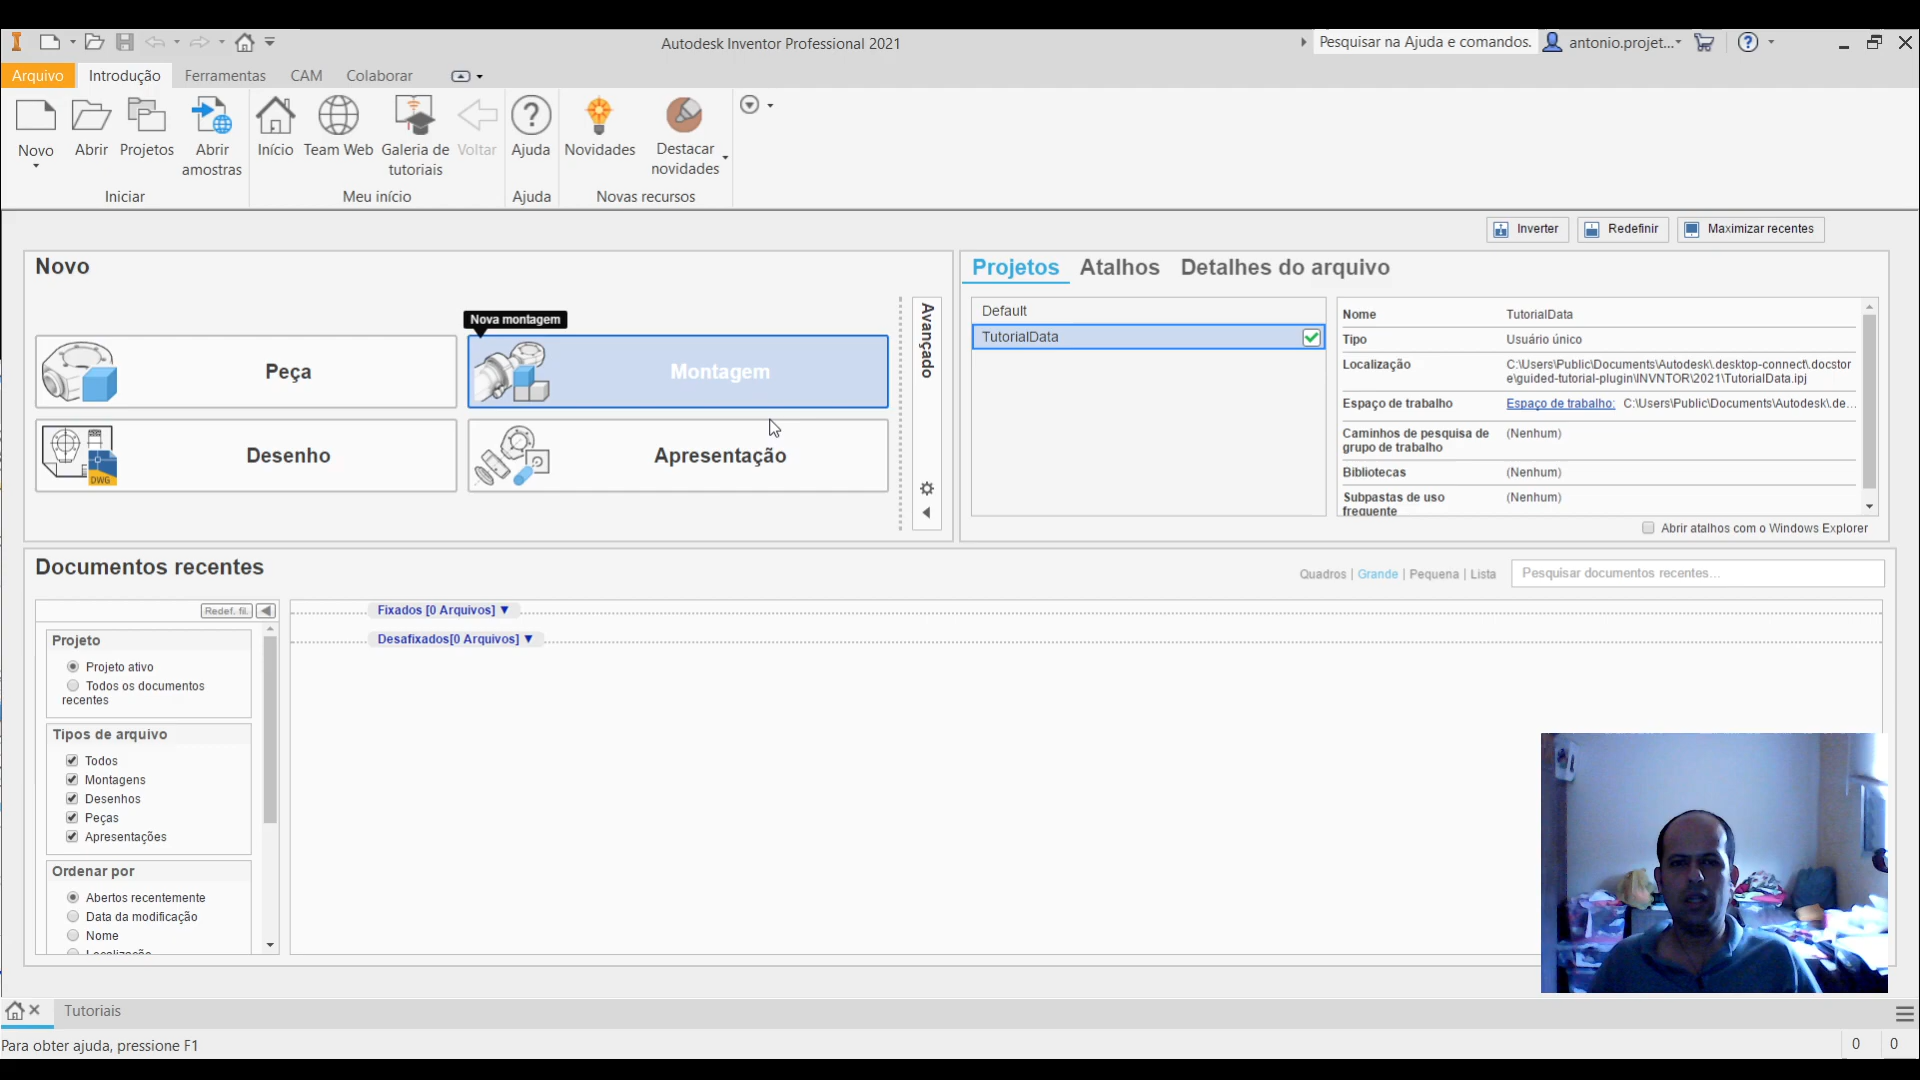 Autodesk Inventor Professional 2021
Pesquisar na Ajuda e comandos.
antonio.projet...
Arquivo
Introdução
Ferramentas
CAM
Colaborar
Novo
Abrir
Projetos
Abrir
amostras
Início
Team Web
Galeria de
tutoriais
Voltar
Ajuda
Novidades
Destacar
novidades
Iniciar
Meu início
Ajuda
Novas recursos
Inverter
Redefinir
Maximizar recentes
Novo
Nova montagem
Peça
Montagem
Desenho
DWG
Apresentação
Avançado
Projetos
Atalhos
Detalhes do arquivo
Default
TutorialData
Nome
TutorialData
Tipo
Usuário único
Localização
C:\Users\Public\Documents\Autodesk\.desktop-connect\.docstor
e\guided-tutorial-plugin\INVNTOR\2021\TutorialData.ipj
Espaço de trabalho
Espaço de trabalho: C:\Users\Public\Documents\Autodesk\.de...
Caminhos de pesquisa de
grupo de trabalho
(Nenhum)
Bibliotecas
(Nenhum)
Subpastas de uso
frequente
(Nenhum)
Abrir atalhos com o Windows Explorer
Documentos recentes
Quadros | Grande | Pequena | Lista
Pesquisar documentos recentes...
Redef. fil.
Fixados [0 Arquivos] ▼
Desafixados[0 Arquivos] ▼
Projeto
Projeto ativo
Todos os documentos
recentes
Tipos de arquivo
Todos
Montagens
Desenhos
Peças
Apresentações
Ordenar por
Abertos recentemente
Data da modificação
Nome
Localização
Tutoriais
Para obter ajuda, pressione F1
0
0